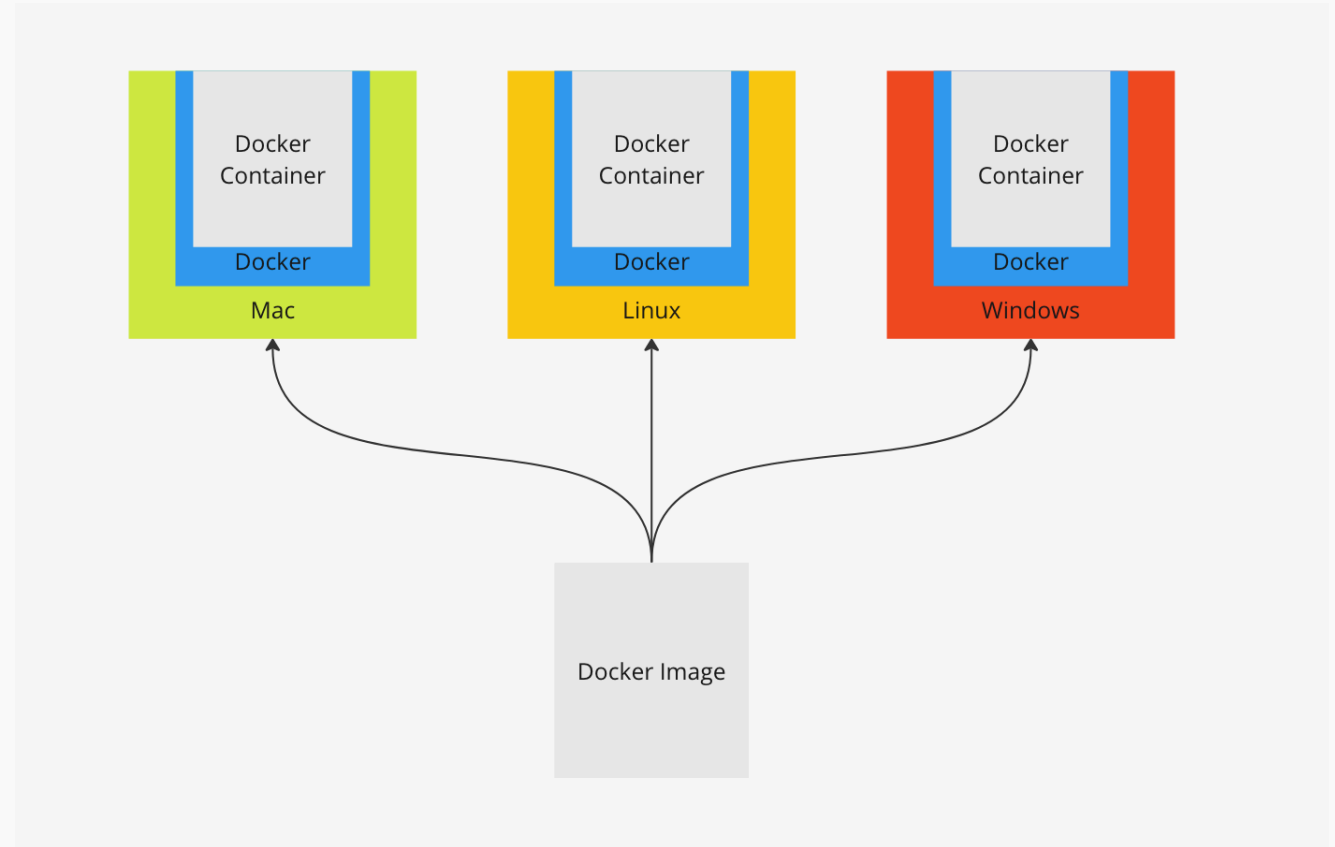 Docker
Container
Docker
Mac
Docker
Container
Docker
Linux
Docker
Container
Docker
Windows
Docker Image